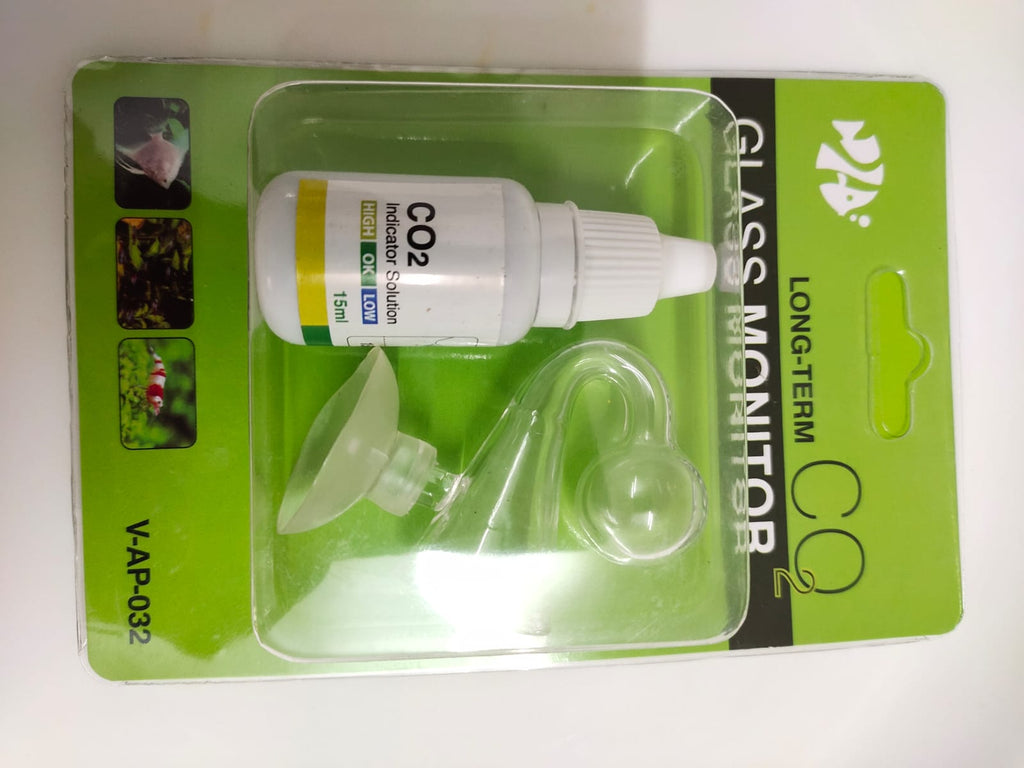 LONG-TERM CO2
GLASS MONITOR
CO2
Indicator Solution
HIGH OK LOW
15ml
V-AP-032